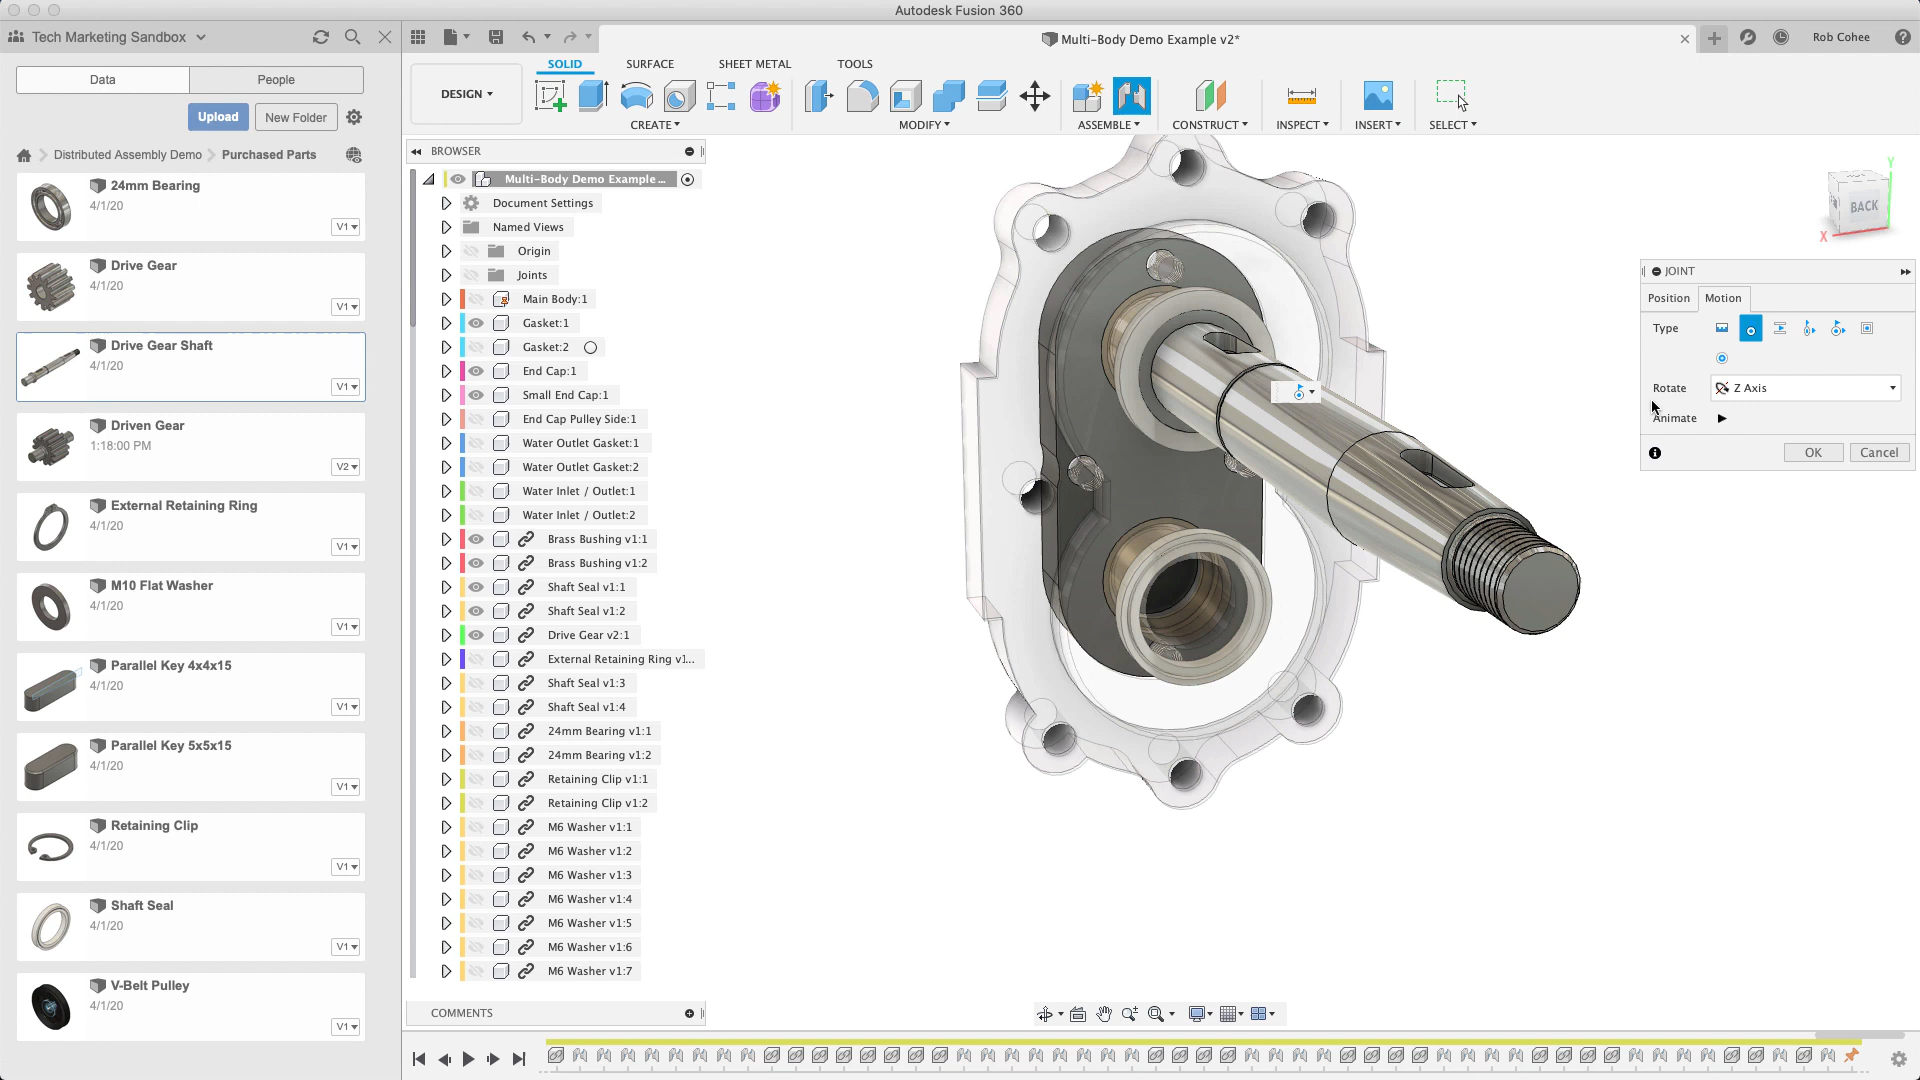 Autodesk Fusion 360
Tech Marketing Sandbox
Multi-Body Demo Example v2*
Rob Cohee
Data
People
Upload
New Folder
Distributed Assembly Demo
Purchased Parts
24mm Bearing
4/1/20
V1
Drive Gear
4/1/20
V1
Drive Gear Shaft
4/1/20
V1
Driven Gear
1:18:00 PM
V2
External Retaining Ring
4/1/20
V1
M10 Flat Washer
4/1/20
V1
Parallel Key 4x4x15
4/1/20
V1
Parallel Key 5x5x15
4/1/20
V1
Retaining Clip
4/1/20
V1
Shaft Seal
4/1/20
V1
V-Belt Pulley
4/1/20
V1
SOLID
SURFACE
SHEET METAL
TOOLS
DESIGN
CREATE
MODIFY
ASSEMBLE
CONSTRUCT
INSPECT
INSERT
SELECT
BROWSER
Multi-Body Demo Example ...
Document Settings
Named Views
Origin
Joints
Main Body:1
Gasket:1
Gasket:2
End Cap:1
Small End Cap:1
End Cap Pulley Side:1
Water Outlet Gasket:1
Water Outlet Gasket:2
Water Inlet / Outlet:1
Water Inlet / Outlet:2
Brass Bushing v1:1
Brass Bushing v1:2
Shaft Seal v1:1
Shaft Seal v1:2
Drive Gear v2:1
External Retaining Ring v1...
Shaft Seal v1:3
Shaft Seal v1:4
24mm Bearing v1:1
24mm Bearing v1:2
Retaining Clip v1:1
Retaining Clip v1:2
M6 Washer v1:1
M6 Washer v1:2
M6 Washer v1:3
M6 Washer v1:4
M6 Washer v1:5
M6 Washer v1:6
M6 Washer v1:7
COMMENTS
Y
BACK
X
JOINT
Position
Motion
Type
Rotate
Z Axis
Animate
OK
Cancel